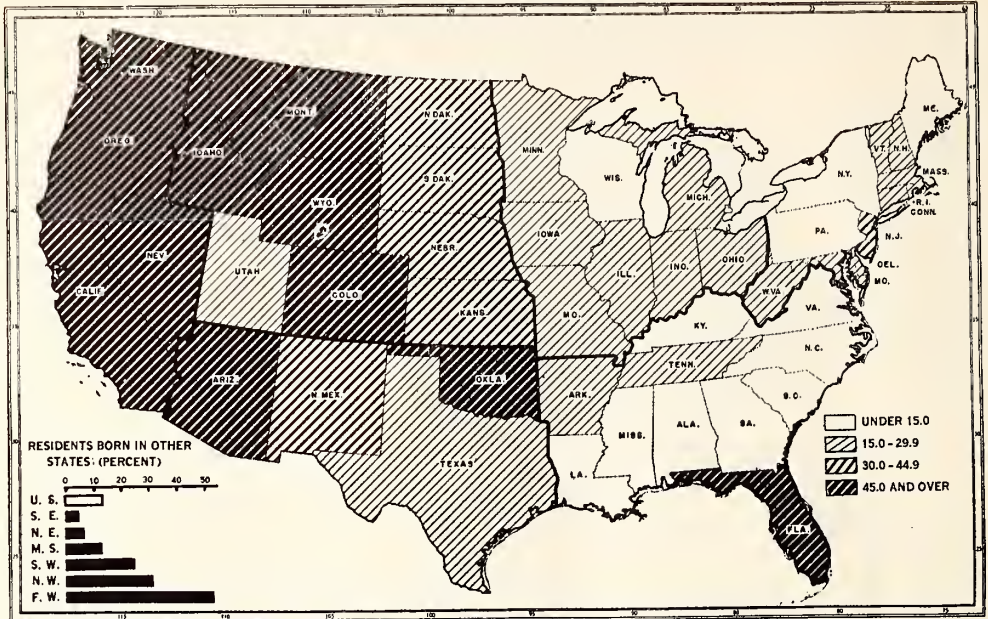 WASH.
OREG.
IDAHO
MONT.
WYO.
NEV.
CALIF.
UTAH
COLO.
ARIZ.
N MEX.
N DAK.
S DAK.
NEBR.
KANS.
OKLA.
TEXAS
MINN.
IOWA
MO.
ARK.
LA.
WIS.
ILL.
MICH.
IND.
OHIO
KY.
TENN.
MISS.
ALA.
GA.
FLA.
S.C.
N.C.
VA.
W.VA.
PA.
N.Y.
VT.
N.H.
ME.
MASS.
R.I.
CONN.
N.J.
DEL.
MD.
RESIDENTS BORN IN OTHER
STATES: (PERCENT)
0 10 20 30 40 50
U. S.
S. E.
N. E.
M. S.
S. W.
N. W.
F. W.
UNDER 15.0
15.0 - 29.9
30.0 - 44.9
45.0 AND OVER